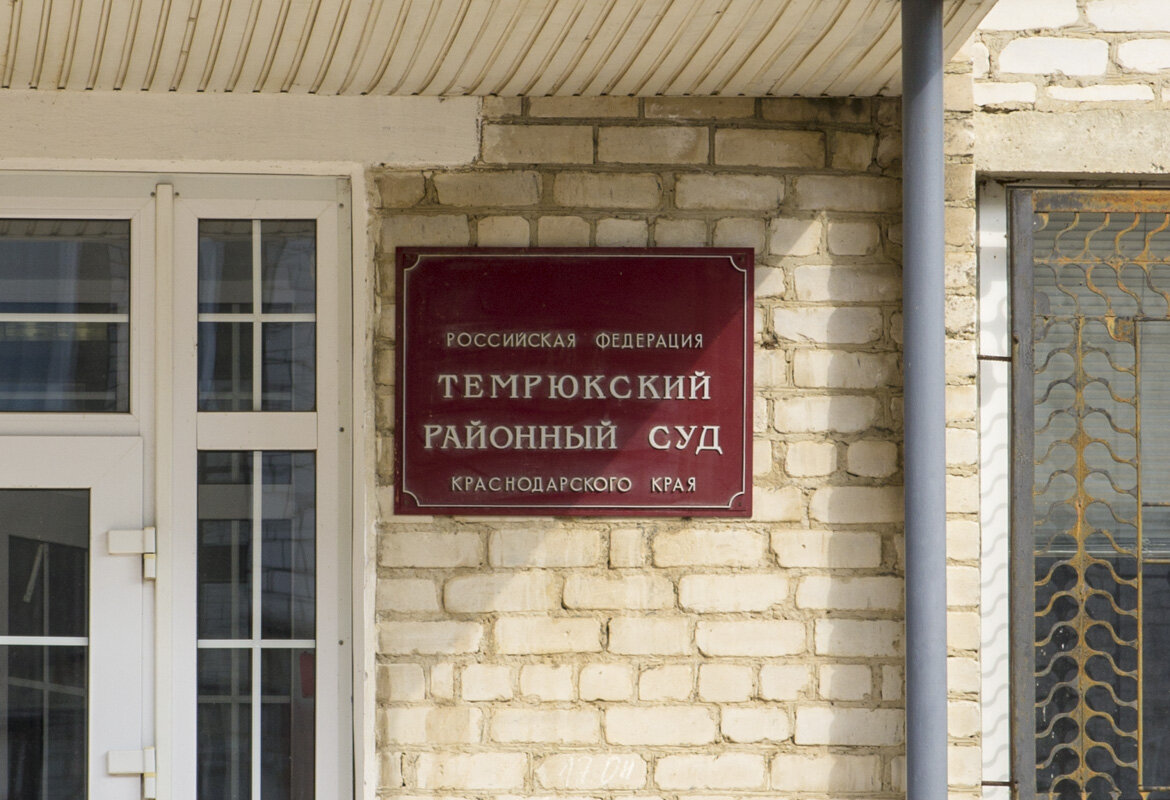 РОССИЙСКАЯ ФЕДЕРАЦИЯ
ТЕМРЮКСКИЙ
РАЙОННЫЙ СУД
КРАСНОДАРСКОГО КРАЯ